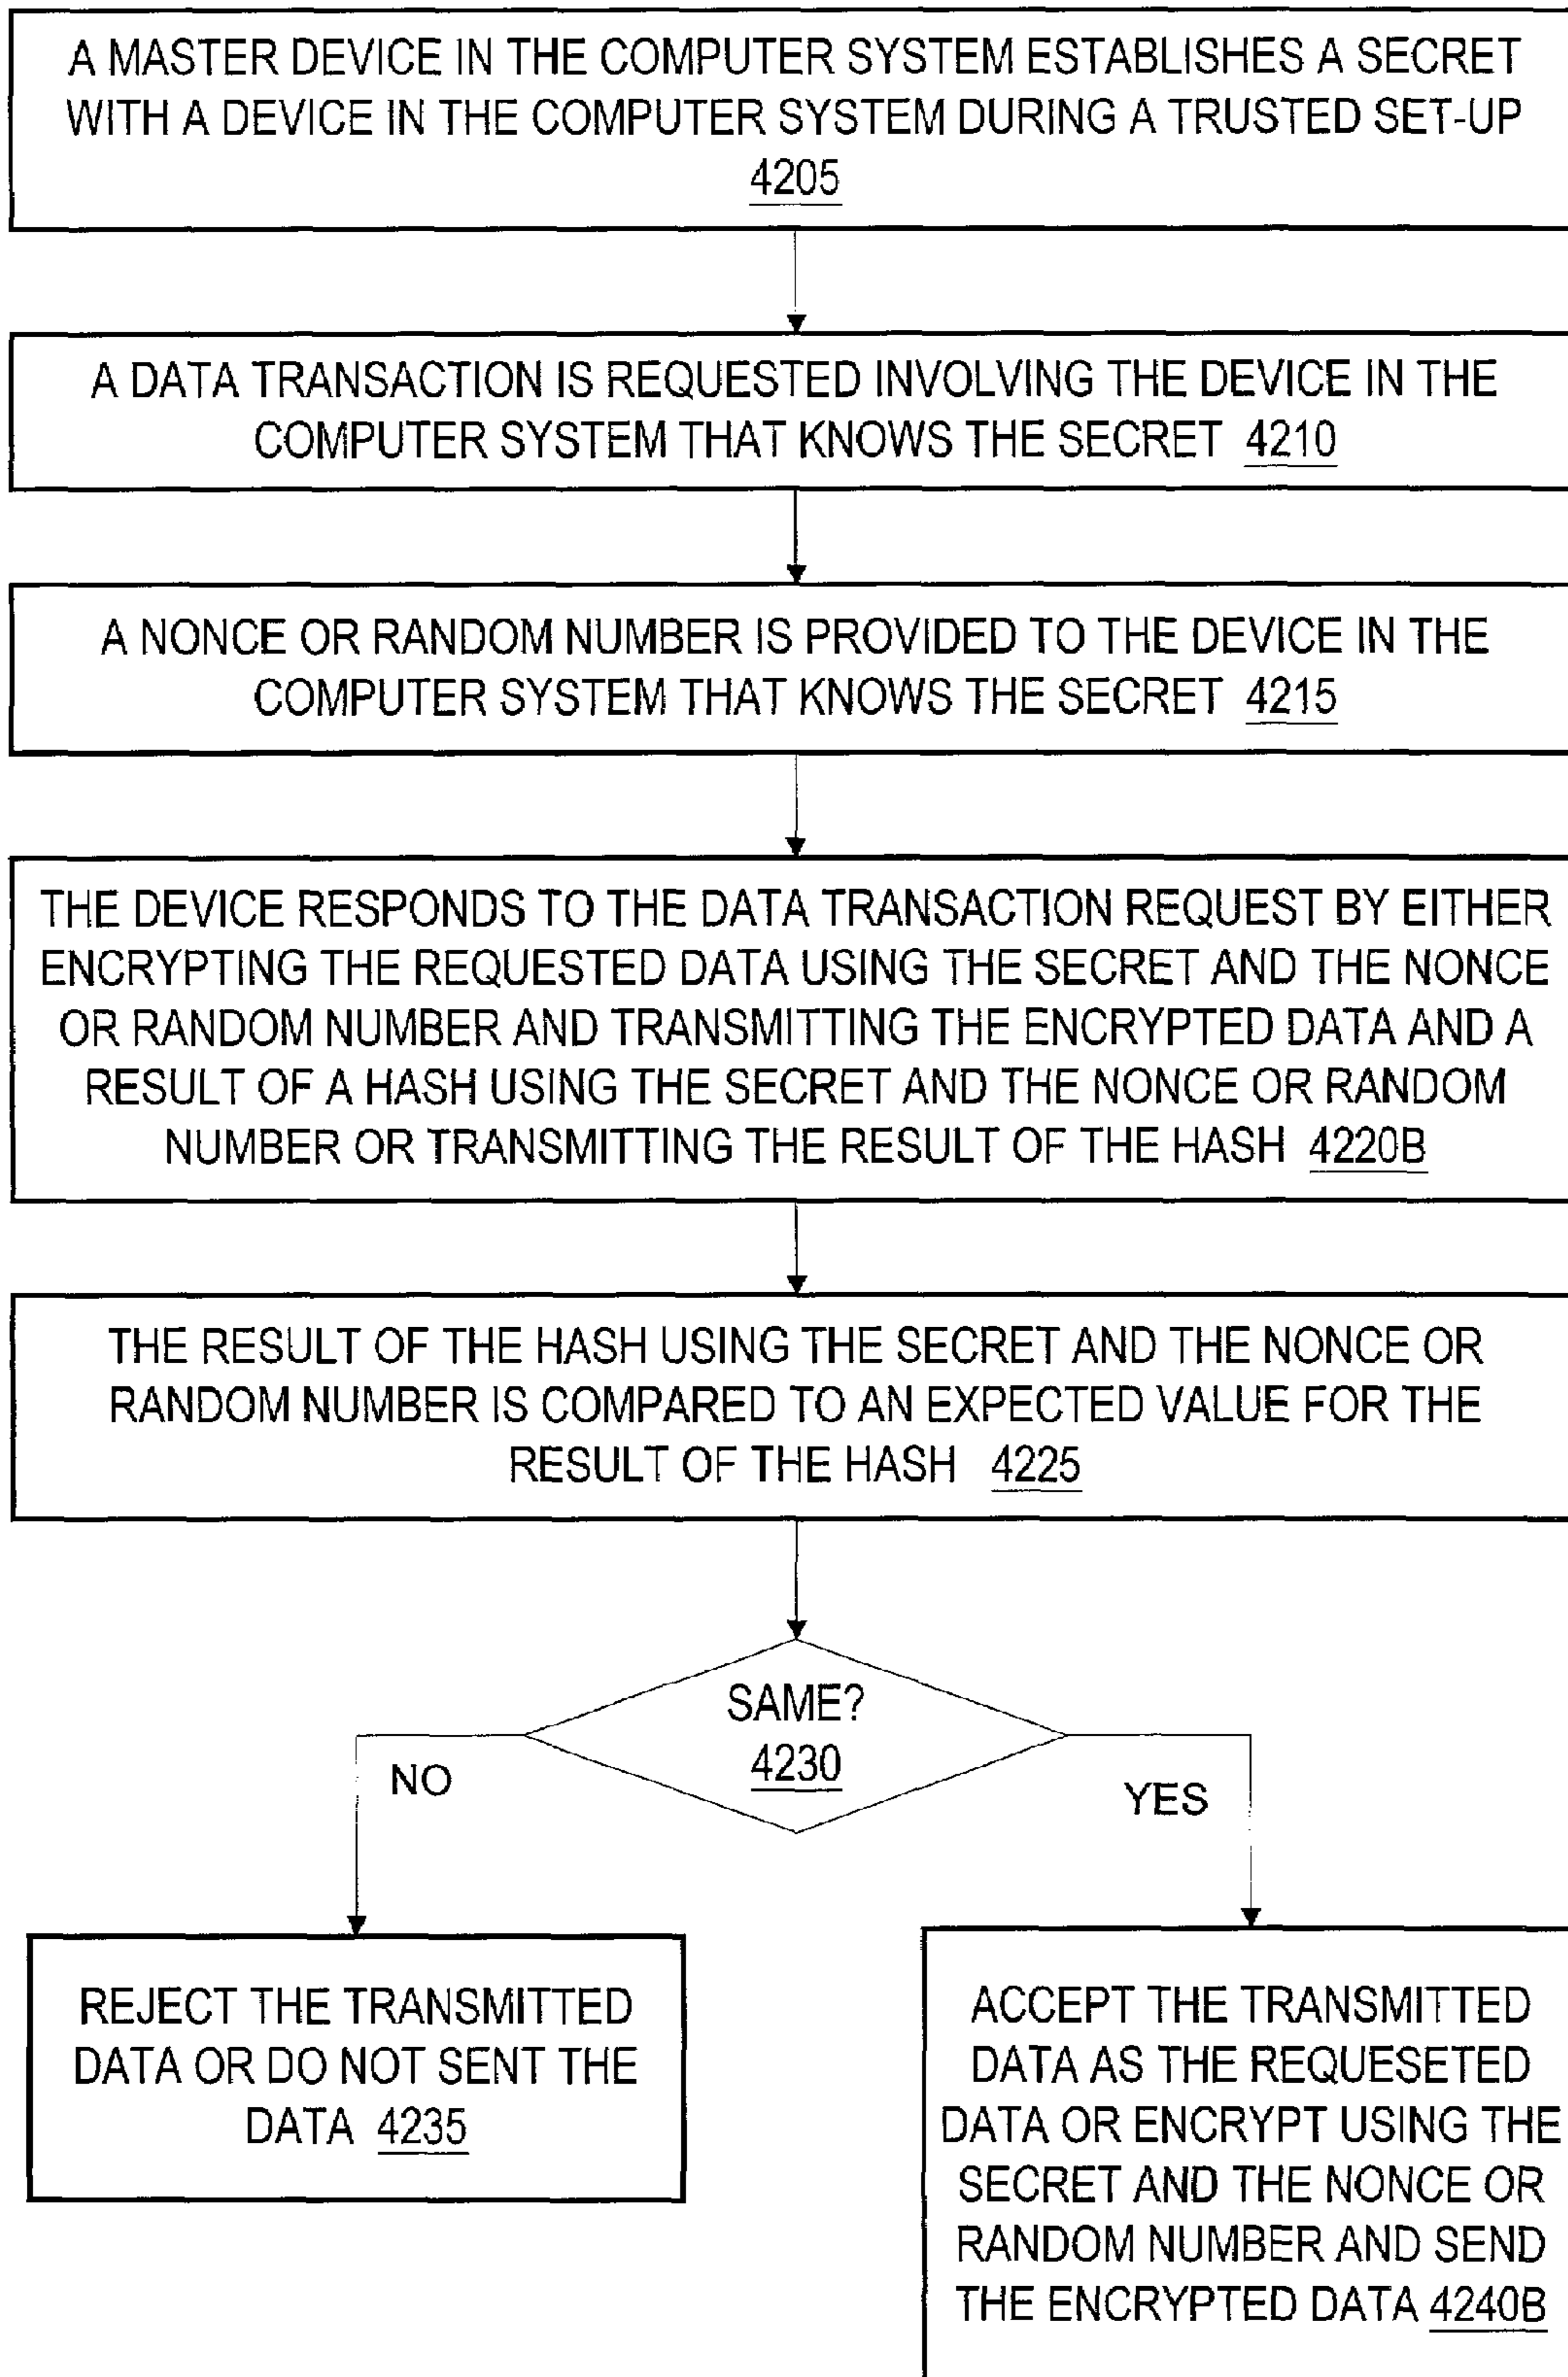 A MASTER DEVICE IN THE COMPUTER SYSTEM ESTABLISHES A SECRET
WITH A DEVICE IN THE COMPUTER SYSTEM DURING A TRUSTED SET-UP
4205
A DATA TRANSACTION IS REQUESTED INVOLVING THE DEVICE IN THE
COMPUTER SYSTEM THAT KNOWS THE SECRET 4210
A NONCE OR RANDOM NUMBER IS PROVIDED TO THE DEVICE IN THE
COMPUTER SYSTEM THAT KNOWS THE SECRET 4215
THE DEVICE RESPONDS TO THE DATA TRANSACTION REQUEST BY EITHER
ENCRYPTING THE REQUESTED DATA USING THE SECRET AND THE NONCE
OR RANDOM NUMBER AND TRANSMITTING THE ENCRYPTED DATA AND A
RESULT OF A HASH USING THE SECRET AND THE NONCE OR RANDOM
NUMBER OR TRANSMITTING THE RESULT OF THE HASH 4220B
THE RESULT OF THE HASH USING THE SECRET AND THE NONCE OR
RANDOM NUMBER IS COMPARED TO AN EXPECTED VALUE FOR THE
RESULT OF THE HASH 4225
SAME?
4230
NO
YES
REJECT THE TRANSMITTED
DATA OR DO NOT SENT THE
DATA 4235
ACCEPT THE TRANSMITTED
DATA AS THE REQUESETED
DATA OR ENCRYPT USING THE
SECRET AND THE NONCE OR
RANDOM NUMBER AND SEND
THE ENCRYPTED DATA 4240B